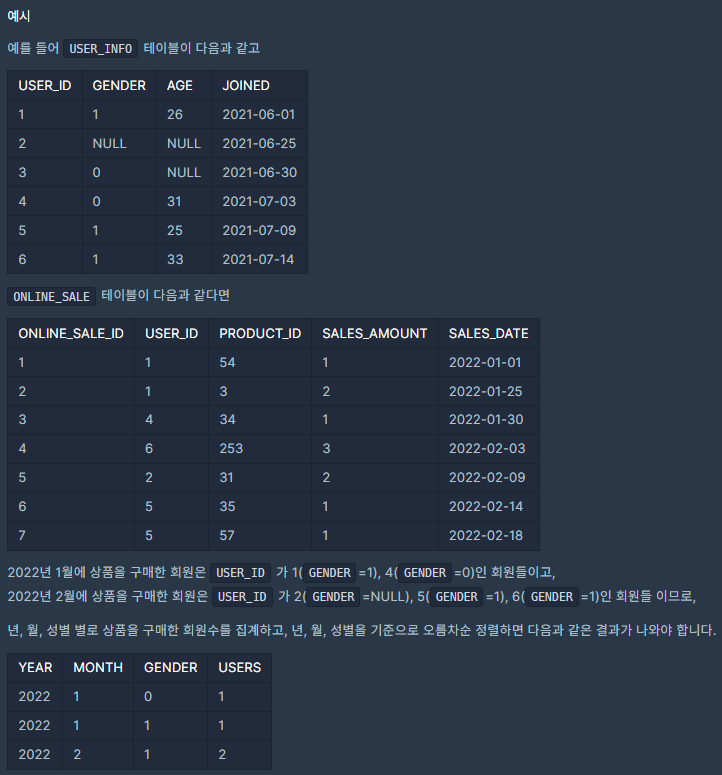 예시
예를 들어 USER_INFO 테이블이 다음과 같고
USER_ID GENDER AGE JOINED
1 1 26 2021-06-01
2 NULL NULL 2021-06-25
3 0 NULL 2021-06-30
4 0 31 2021-07-03
5 1 25 2021-07-09
6 1 33 2021-07-14
ONLINE_SALE 테이블이 다음과 같다면
ONLINE_SALE_ID USER_ID PRODUCT_ID SALES_AMOUNT SALES_DATE
1 1 54 1 2022-01-01
2 1 3 2 2022-01-25
3 4 34 1 2022-01-30
4 6 253 3 2022-02-03
5 2 31 2 2022-02-09
6 5 35 1 2022-02-14
7 5 57 1 2022-02-18
2022년 1월에 상품을 구매한 회원은 USER_ID 가 1( GENDER =1), 4( GENDER =0)인 회원들이고,
2022년 2월에 상품을 구매한 회원은 USER_ID 가 2( GENDER =NULL), 5( GENDER =1), 6( GENDER =1)인 회원들 이므로,
년, 월, 성별 별로 상품을 구매한 회원수를 집계하고, 년, 월, 성별을 기준으로 오름차순 정렬하면 다음과 같은 결과가 나와야 합니다.
YEAR MONTH GENDER USERS
2022 1 0 1
2022 1 1 1
2022 2 1 2